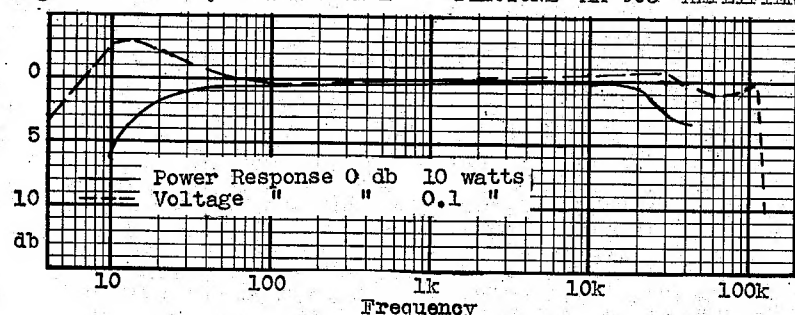 AMPLIFIER
0
5
Power Response 0 db 10 watts
Voltage " " 0.1 "
10
db
10 100 1k 10k 100k
Frequency